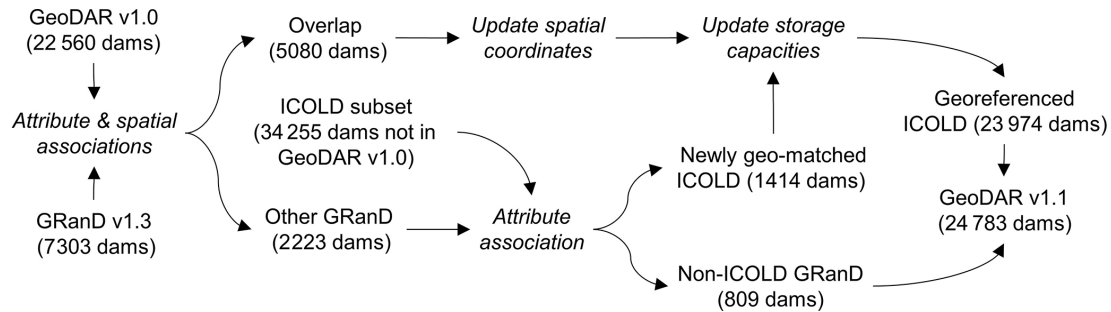 GeoDAR v1.0
(22 560 dams)
Attribute & spatial
associations
GRanD v1.3
(7303 dams)
Overlap
(5080 dams)
Update spatial
coordinates
Update storage
capacities
ICOLD subset
(34 255 dams not in
GeoDAR v1.0)
Other GRanD
(2223 dams)
Attribute
association
Newly geo-matched
ICOLD (1414 dams)
Non-ICOLD GRanD
(809 dams)
Georeferenced
ICOLD (23 974 dams)
GeoDAR v1.1
(24 783 dams)